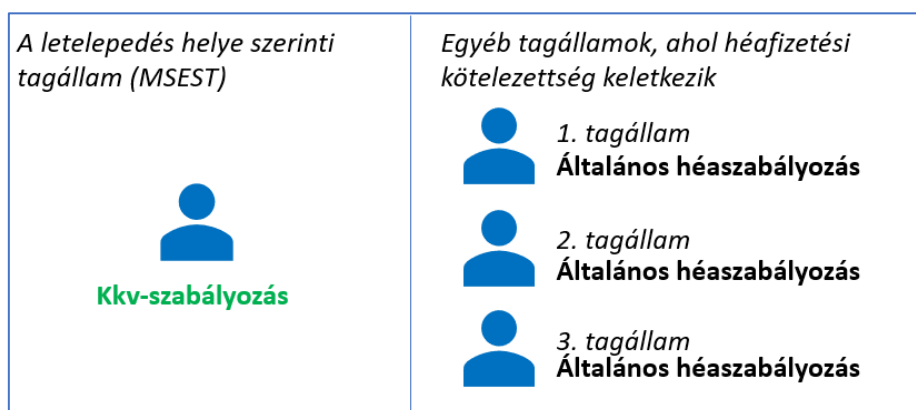 A letelepedés helye szerinti
tagállam (MSEST)
Kkv-szabályozás
Egyéb tagállamok, ahol héafizetési
kötelezettség keletkezik
1. tagállam
Általános héaszabályozás
2. tagállam
Általános héaszabályozás
3. tagállam
Általános héaszabályozás